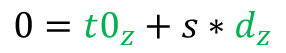 0 = t0_z + s * d_z